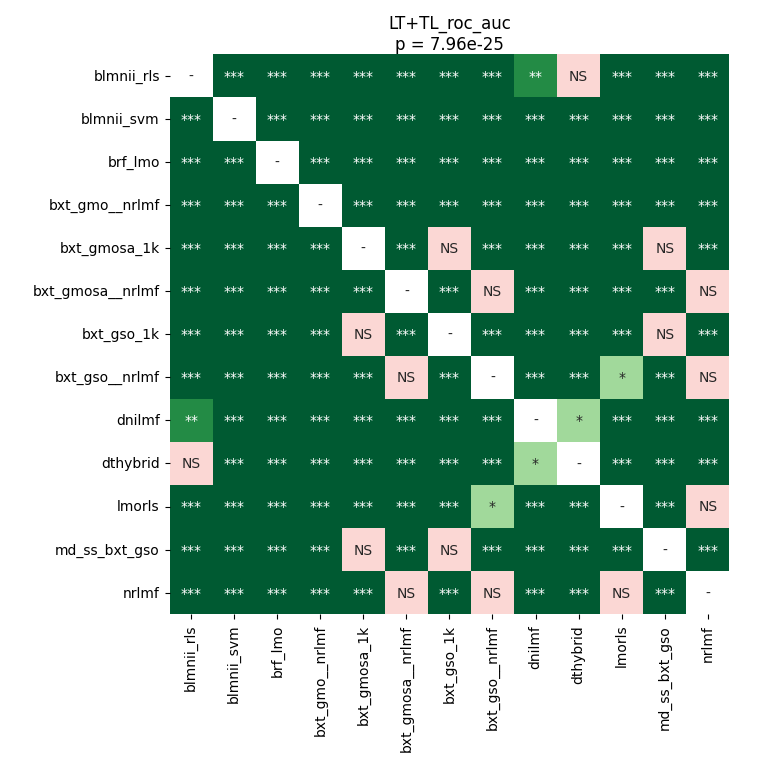 LT+TL_roc_auc
p = 7.96e-25
blmnii_rls - *** *** *** *** *** *** *** ** NS *** *** ***
blmnii_svm *** - *** *** *** *** *** *** *** *** *** *** ***
brf_lmo *** *** - *** *** *** *** *** *** *** *** *** ***
bxt_gmo__nrlmf *** *** *** - *** *** *** *** *** *** *** *** ***
bxt_gmosa_1k *** *** *** *** - *** NS *** *** *** *** NS ***
bxt_gmosa__nrlmf *** *** *** *** *** - *** NS *** *** *** *** NS
bxt_gso_1k *** *** *** *** NS *** - *** *** *** *** NS ***
bxt_gso__nrlmf *** *** *** *** *** NS *** - *** *** * *** NS
dnilmf ** *** *** *** *** *** *** *** - * *** *** ***
dthybrid NS *** *** *** *** *** *** *** * - *** *** ***
lmorls *** *** *** *** *** *** *** * *** *** - *** NS
md_ss_bxt_gso *** *** *** *** NS *** NS *** *** *** *** - ***
nrlmf *** *** *** *** *** NS *** NS *** *** NS *** -
blmnii_rls
blmnii_svm
brf_lmo
bxt_gmo__nrlmf
bxt_gmosa_1k
bxt_gmosa__nrlmf
bxt_gso_1k
bxt_gso__nrlmf
dnilmf
dthybrid
lmorls
md_ss_bxt_gso
nrlmf